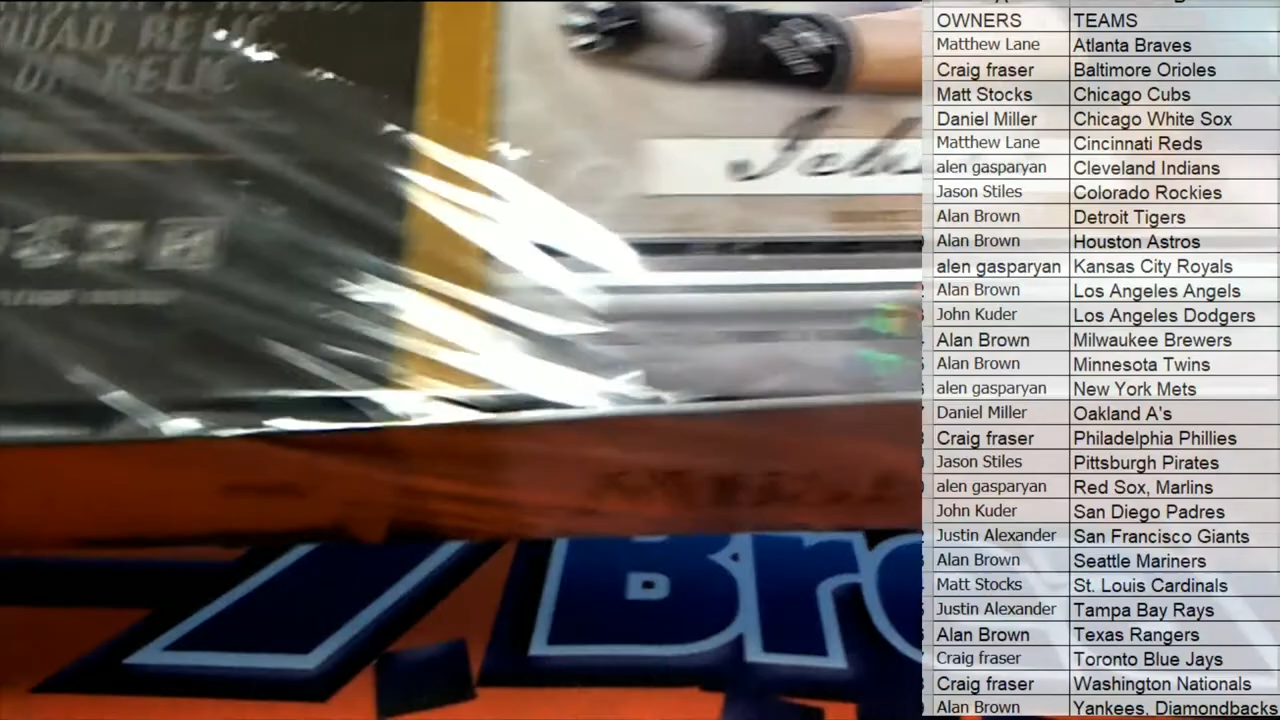 QUAD RELIC
RELIC
Joh
Bro
OWNERS TEAMS
Matthew Lane Atlanta Braves
Craig fraser Baltimore Orioles
Matt Stocks Chicago Cubs
Daniel Miller Chicago White Sox
Matthew Lane Cincinnati Reds
alen gasparyan Cleveland Indians
Jason Stiles Colorado Rockies
Alan Brown Detroit Tigers
Alan Brown Houston Astros
alen gasparyan Kansas City Royals
Alan Brown Los Angeles Angels
John Kuder Los Angeles Dodgers
Alan Brown Milwaukee Brewers
Alan Brown Minnesota Twins
alen gasparyan New York Mets
Daniel Miller Oakland A's
Craig fraser Philadelphia Phillies
Jason Stiles Pittsburgh Pirates
alen gasparyan Red Sox, Marlins
John Kuder San Diego Padres
Justin Alexander San Francisco Giants
Alan Brown Seattle Mariners
Matt Stocks St. Louis Cardinals
Justin Alexander Tampa Bay Rays
Alan Brown Texas Rangers
Craig fraser Toronto Blue Jays
Craig fraser Washington Nationals
Alan Brown Yankees, Diamondbacks